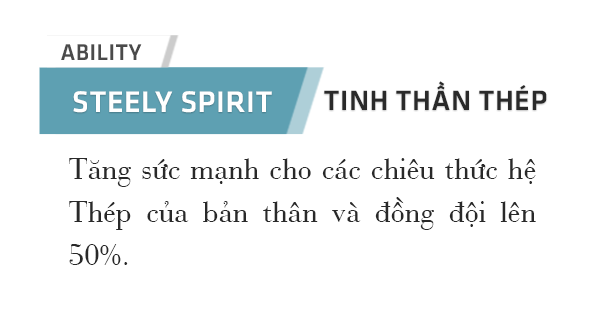 ABILITY
STEELY SPIRIT
TINH THẦN THÉP
Tăng sức mạnh cho các chiêu thức hệ
Thép của bản thân và đồng đội lên
50%.